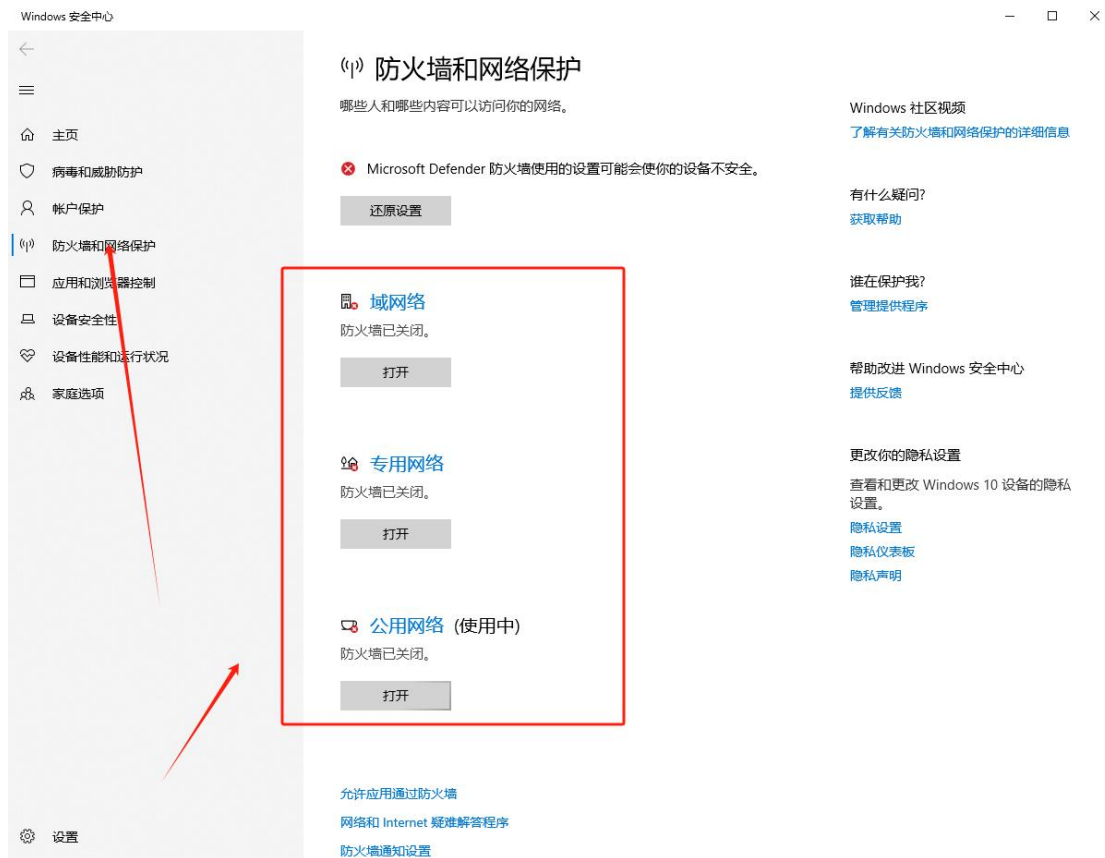 Windows 安全中心
主页
病毒和威胁防护
帐户保护
防火墙和网络保护
应用和浏览器控制
设备安全性
设备性能和运行状况
家庭选项
设置
防火墙和网络保护
哪些人和哪些内容可以访问你的网络。
Microsoft Defender 防火墙使用的设置可能会使你的设备不安全。
还原设置
域网络
防火墙已关闭。
打开
专用网络
防火墙已关闭。
打开
公用网络 (使用中)
防火墙已关闭。
打开
允许应用通过防火墙
网络和 Internet 疑难解答程序
防火墙通知设置
Windows 社区视频
了解有关防火墙和网络保护的详细信息
有什么疑问?
获取帮助
谁在保护我?
管理提供程序
帮助改进 Windows 安全中心
提供反馈
更改你的隐私设置
查看和更改 Windows 10 设备的隐私
设置。
隐私设置
隐私仪表板
隐私声明